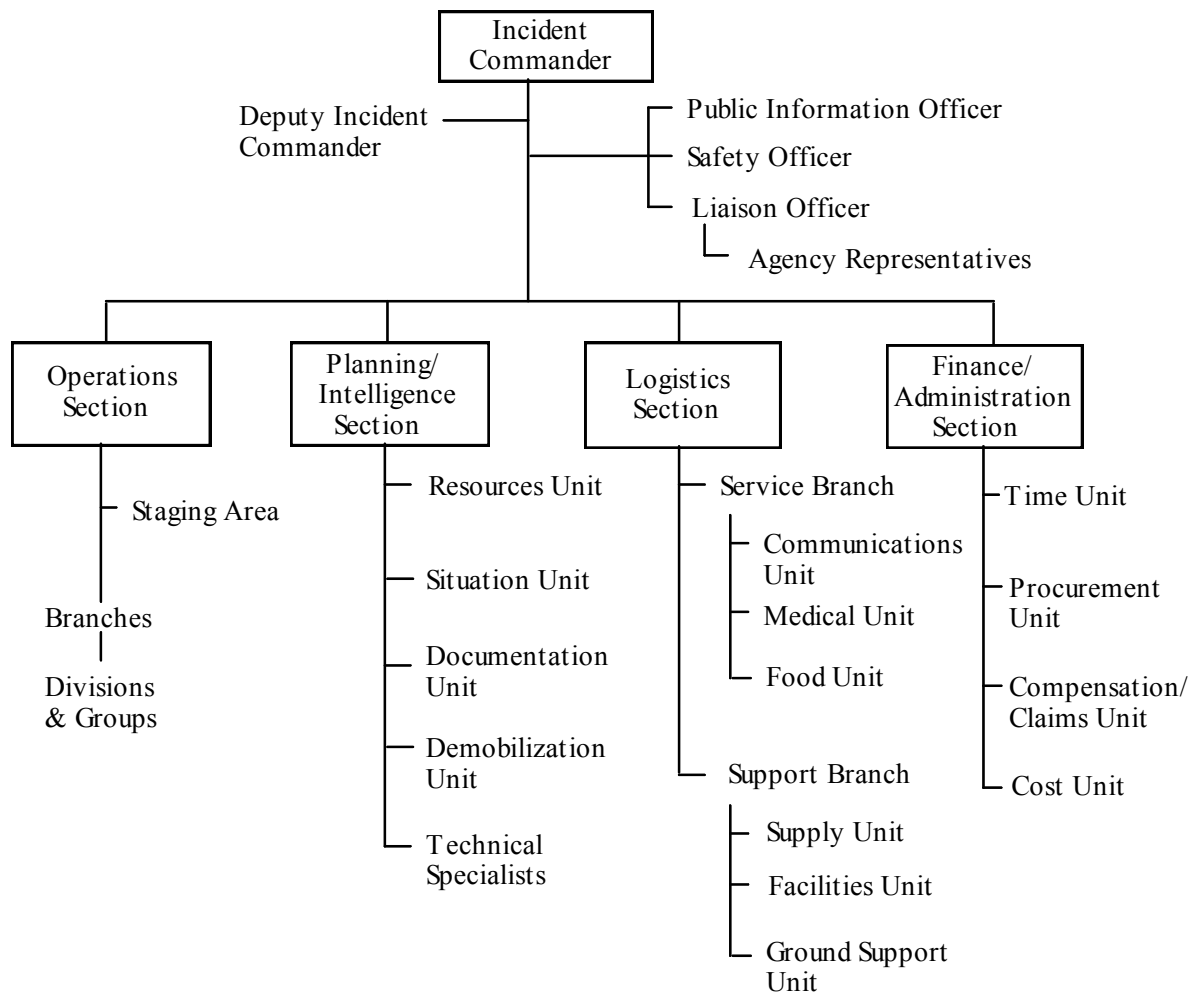 Incident
Commander
Deputy Incident
Commander
Public Information Officer
Safety Officer
Liaison Officer
Agency Representatives
Operations
Section
Planning/
Intelligence
Section
Logistics
Section
Finance/
Administration
Section
Staging Area
Branches
Divisions
& Groups
Resources Unit
Situation Unit
Documentation
Unit
Demobilization
Unit
Technical
Specialists
Service Branch
Communications
Unit
Medical Unit
Food Unit
Support Branch
Supply Unit
Facilities Unit
Ground Support
Unit
Time Unit
Procurement
Unit
Compensation/
Claims Unit
Cost Unit